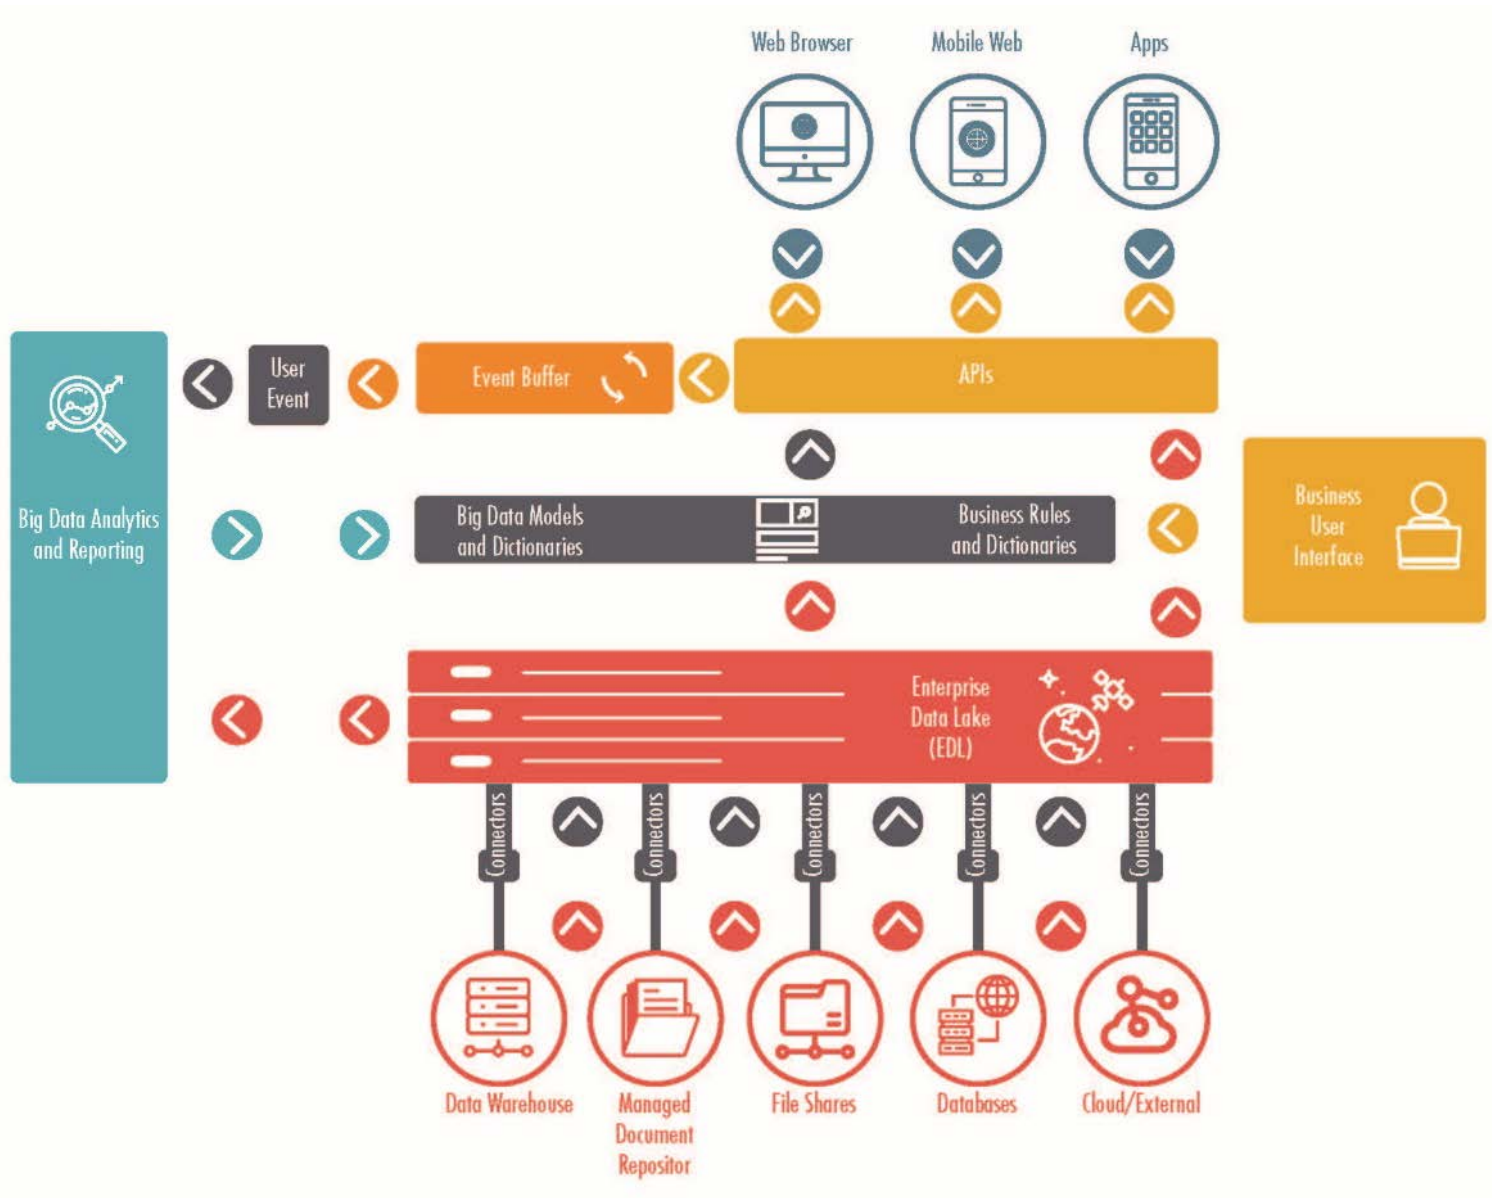 Web Browser
Mobile Web
Apps
User
Event
Event Buffer
APIs
Big Data Analytics
and Reporting
Big Data Models
and Dictionaries
Business Rules
and Dictionaries
Business
User
Interface
Enterprise
Data Lake
(EDL)
Connectors
Connectors
Connectors
Connectors
Connectors
Data Warehouse
Managed
Document
Repositor
File Shares
Databases
Cloud/External